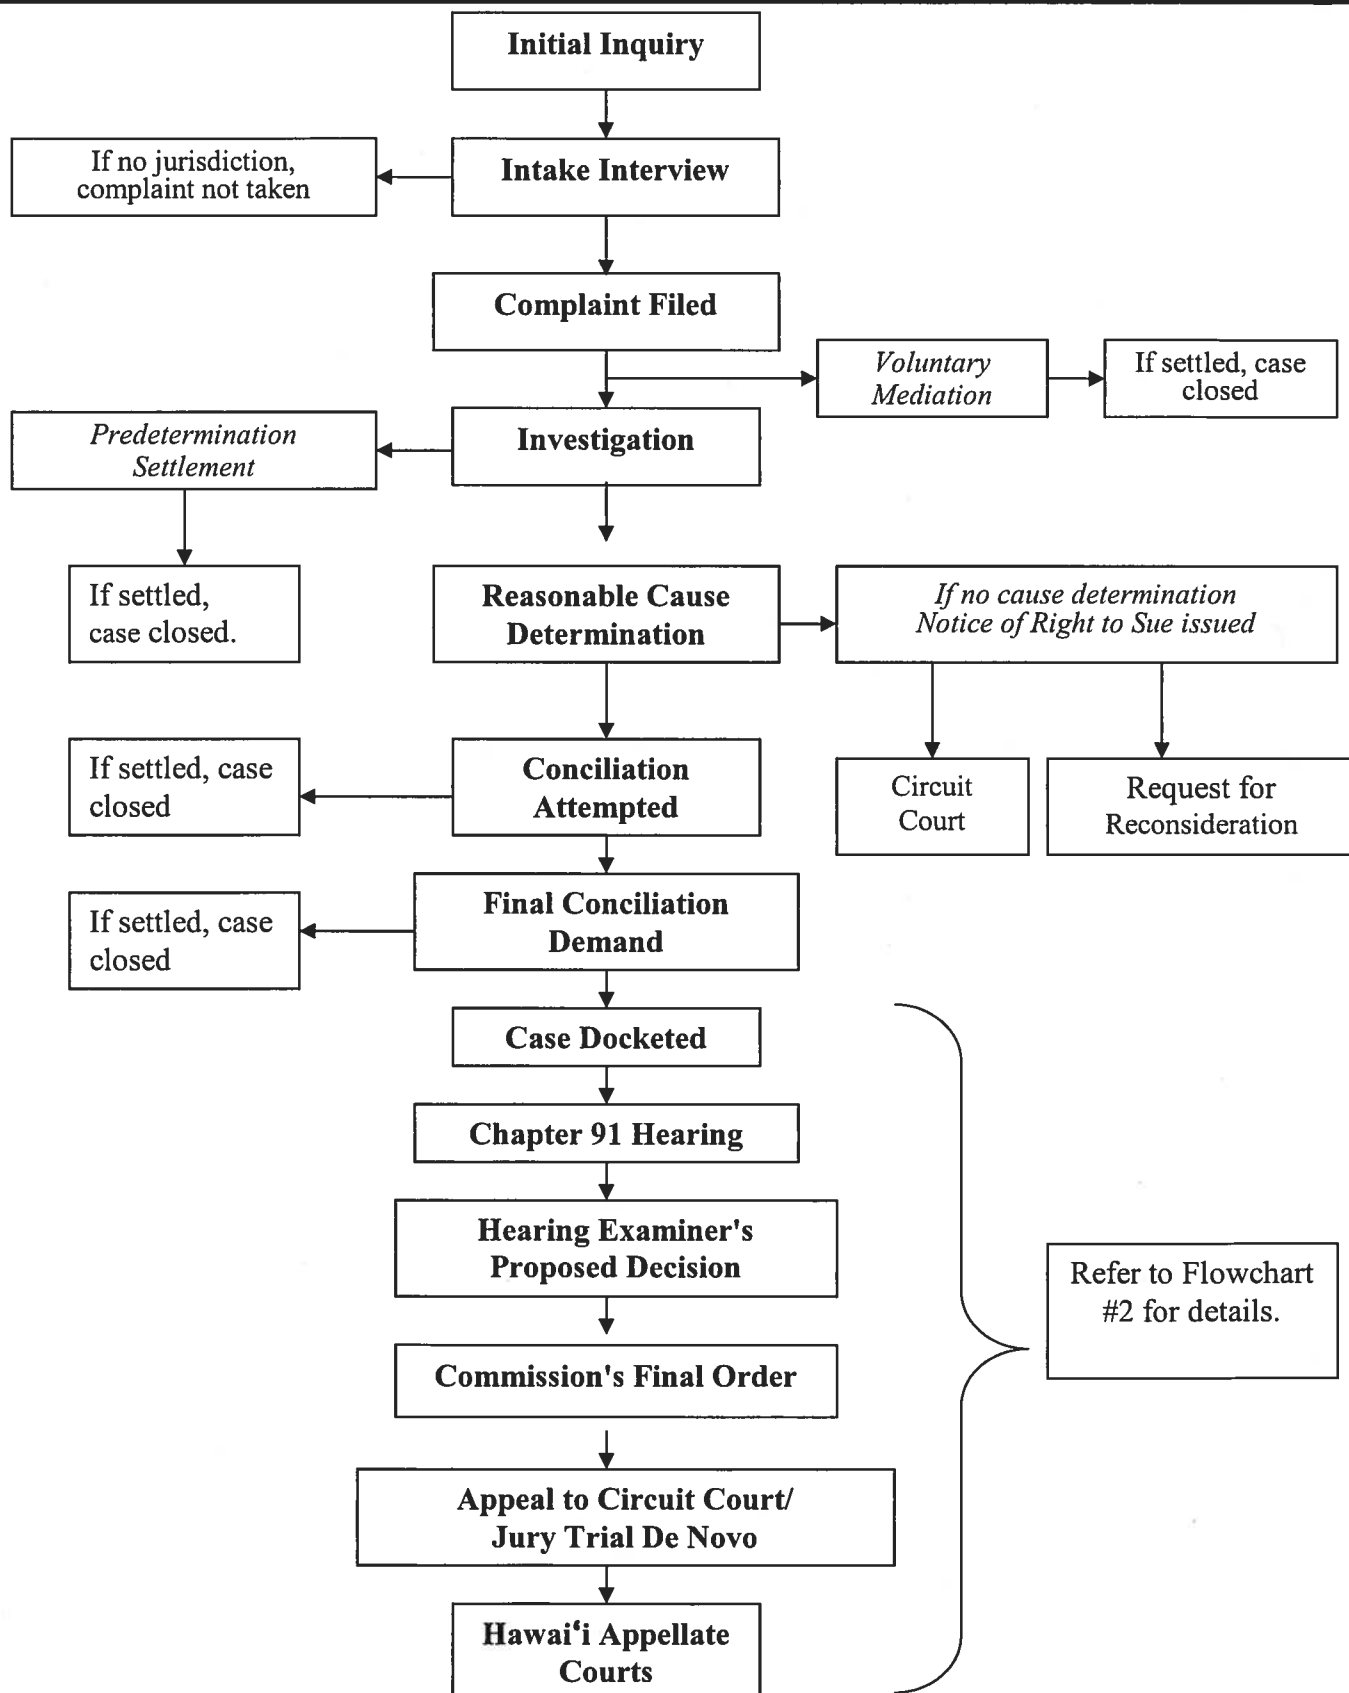 Initial Inquiry
If no jurisdiction,
complaint not taken
Intake Interview
Complaint Filed
Voluntary
Mediation
If settled, case
closed
Predetermination
Settlement
Investigation
If settled,
case closed.
Reasonable Cause
Determination
If no cause determination
Notice of Right to Sue issued
If settled, case
closed
Conciliation
Attempted
Circuit
Court
Request for
Reconsideration
If settled, case
closed
Final Conciliation
Demand
Case Docketed
Chapter 91 Hearing
Hearing Examiner's
Proposed Decision
Refer to Flowchart
#2 for details.
Commission's Final Order
Appeal to Circuit Court/
Jury Trial De Novo
Hawaiʻi Appellate
Courts